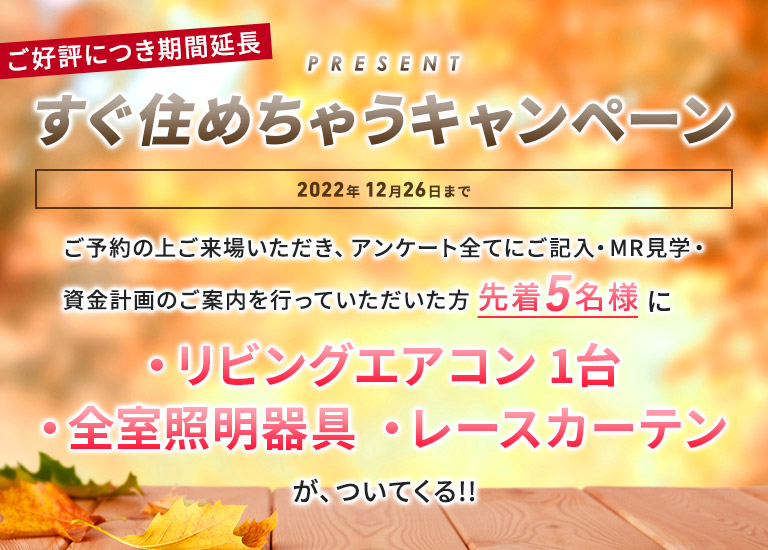 ご好評につき期間延長
PRESENT
すぐ住めちゃうキャンペーン
2022年 12月26日まで
ご予約の上ご来場いただき、アンケート全てにご記入・MR見学・
資金計画のご案内を行っていただいた方 先着5名様 に
・リビングエアコン 1台
・全室照明器具 ・レースカーテン
が、ついてくる!!